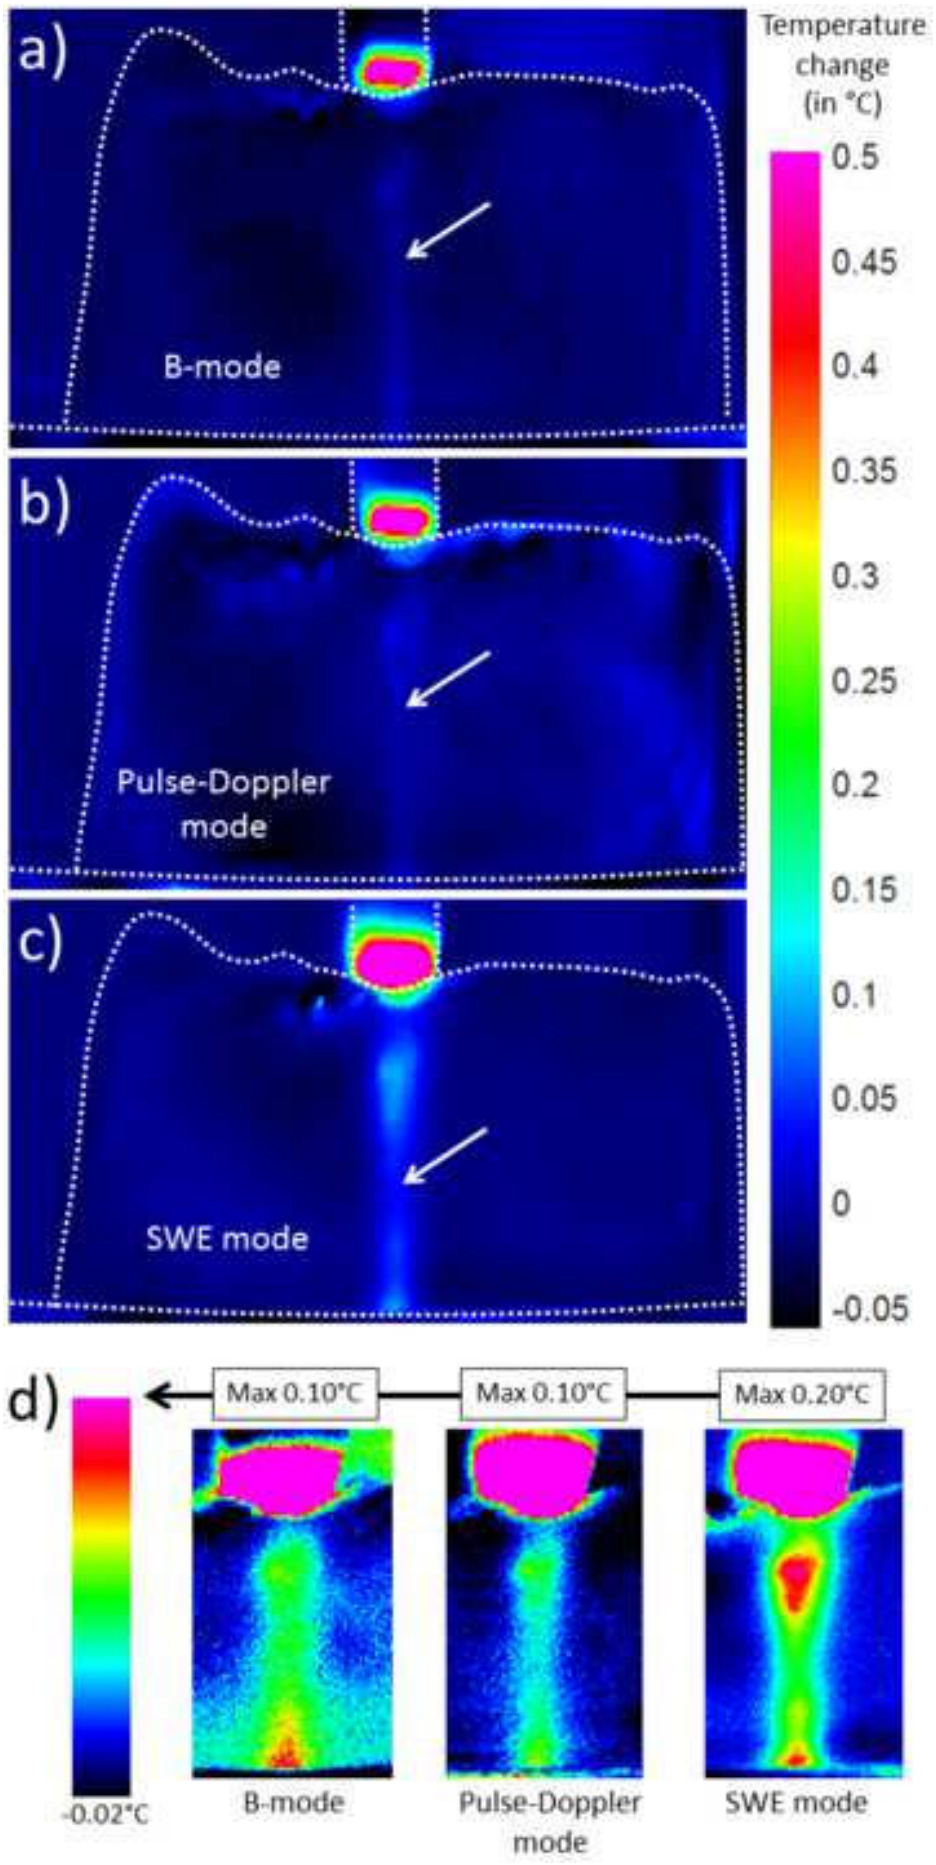 a)
B-mode
b)
Pulse-Doppler
mode
c)
SWE mode
Temperature
change
(in °C)
0.5
0.45
0.4
0.35
0.3
0.25
0.2
0.15
0.1
0.05
0
-0.05
d)
Max 0.10°C
Max 0.10°C
Max 0.20°C
-0.02°C
B-mode
Pulse-Doppler
mode
SWE mode